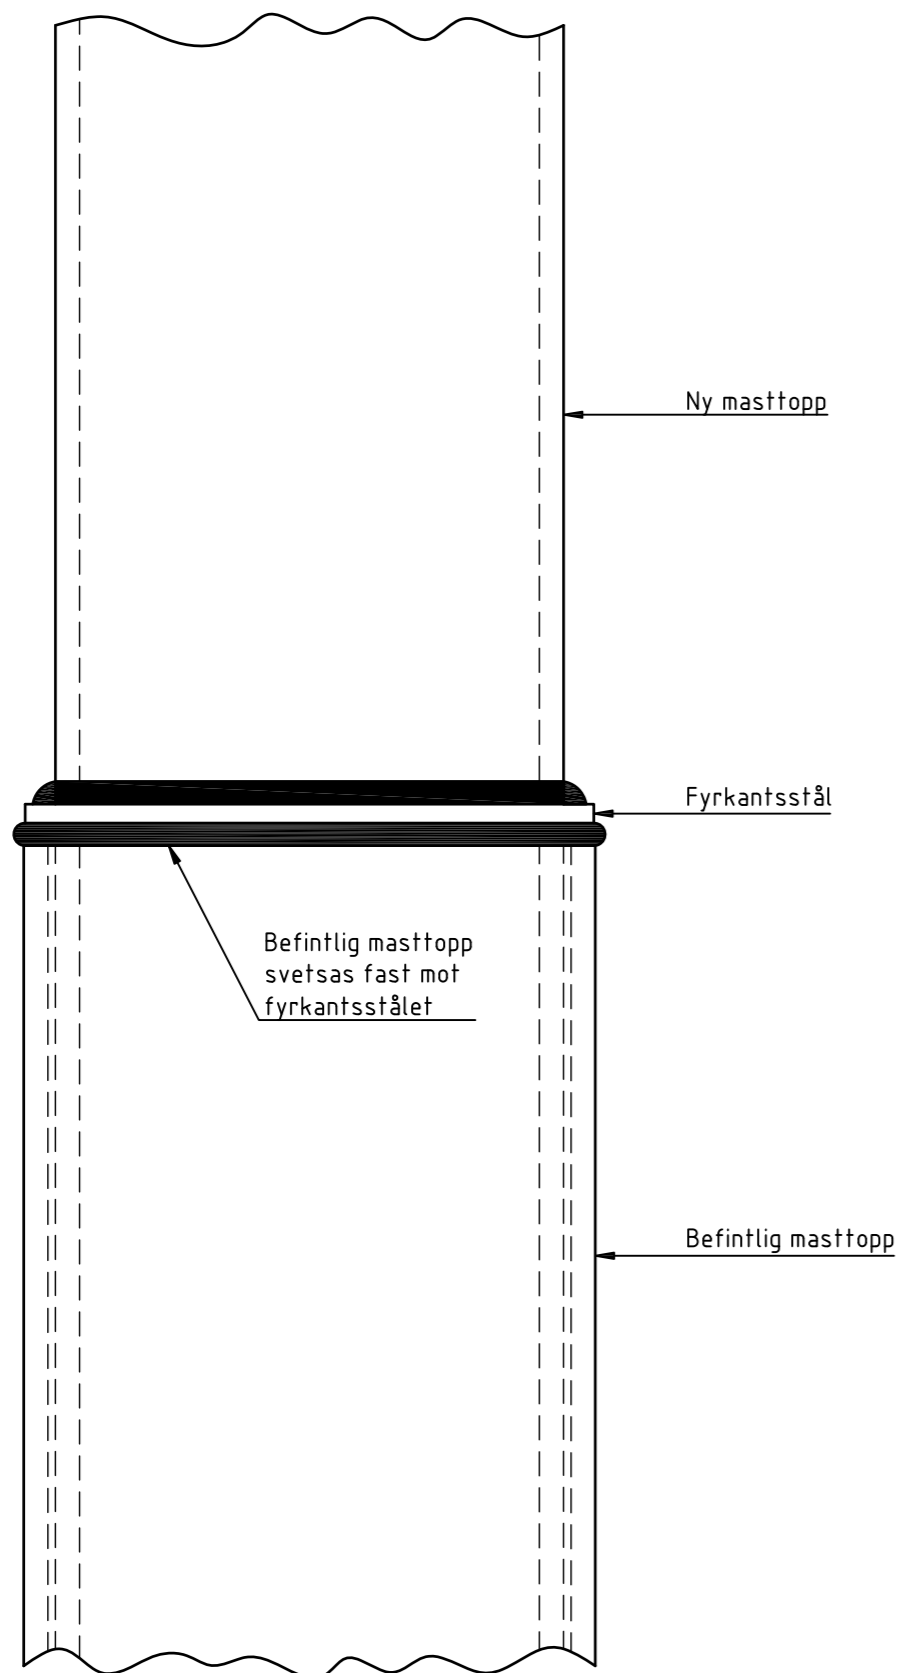 Ny masttopp
Fyrkantsstål
Befintlig masttopp
svetsas fast mot
fyrkantsstålet
Befintlig masttopp